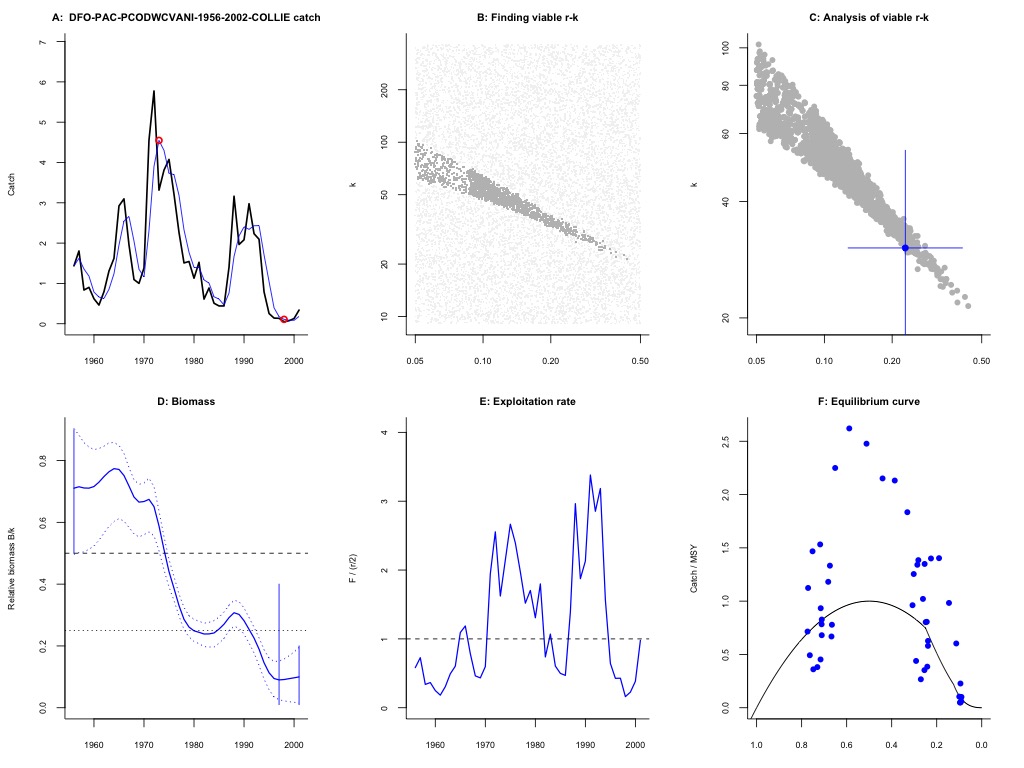 A: DFO-PAC-PCODWCVANI-1956-2002-COLLIE catch
Catch
7
6
5
4
3
2
1
0
1960 1970 1980 1990 2000
B: Finding viable r-k
k
200
100
50
20
10
0.05 0.10 0.20 0.50
C: Analysis of viable r-k
k
100
80
60
40
20
0.05 0.10 0.20 0.50
D: Biomass
Relative biomass B/k
0.8
0.6
0.4
0.2
0.0
1960 1970 1980 1990 2000
E: Exploitation rate
F / (r/2)
4
3
2
1
0
1960 1970 1980 1990 2000
F: Equilibrium curve
Catch / MSY
2.5
2.0
1.5
1.0
0.5
0.0
1.0 0.8 0.6 0.4 0.2 0.0